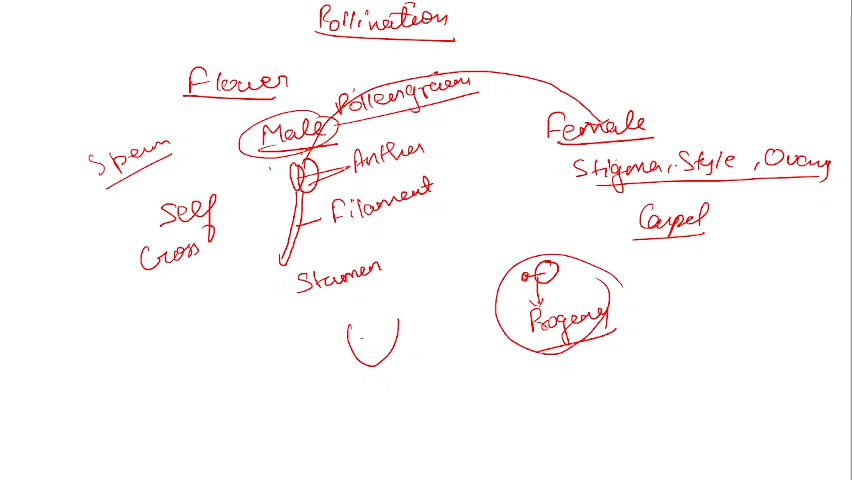 Pollination
Flower
Pollengrain
Male
Female
Sperm
Anther
Stigma, Style, Ovary
Filament
Self
Carpel
Cross
Stamen
Progeny